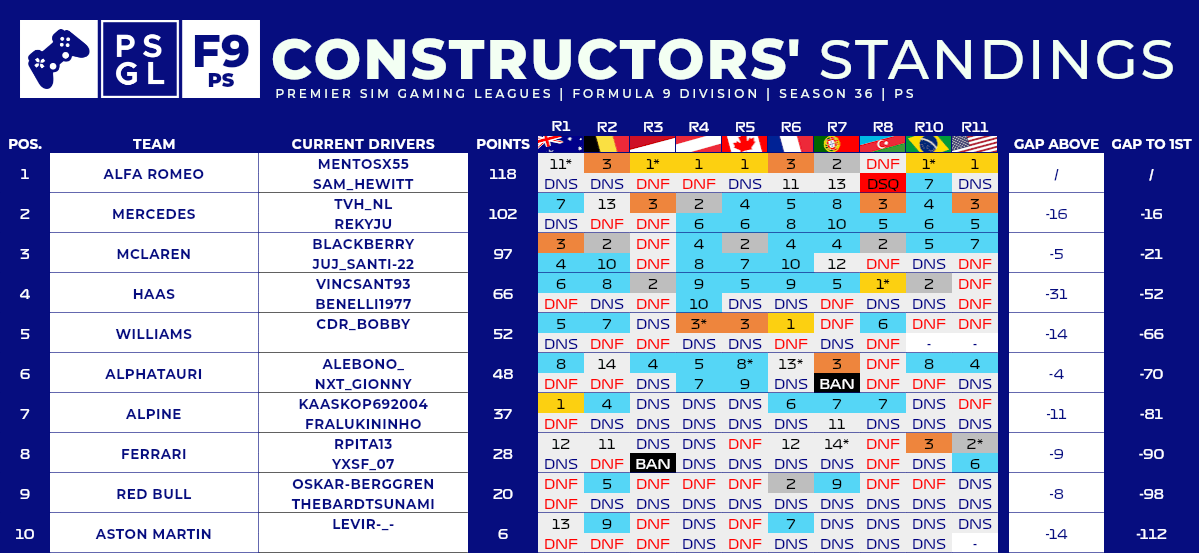 PS GL F9 PS CONSTRUCTORS' STANDINGS
PREMIER SIM GAMING LEAGUES | FORMULA 9 DIVISION | SEASON 36 | PS
R1 R2 R3 R4 R5 R6 R7 R8 R10 R11
POS. TEAM CURRENT DRIVERS POINTS GAP ABOVE GAP TO 1ST
1 ALFA ROMEO MENTOSX55 118 11* 3 1* 1 1 3 2 DNF 1* 1 / /
SAM_HEWITT DNS DNS DNF DNF DNS 11 13 DSQ 7 DNS
2 MERCEDES TVH_NL 102 7 13 3 2 4 5 8 3 4 3 -16 -16
REKYJU DNS DNF DNF 6 6 8 10 5 6 5
3 MCLAREN BLACKBERRY 97 3 2 DNF 4 2 4 4 2 5 7 -5 -21
JUJ_SANTI-22 4 10 DNF 8 7 10 12 DNF DNS DNF
4 HAAS VINCSANT93 66 6 8 2 9 5 9 5 1* 2 DNF -31 -52
BENELLI1977 DNF DNS DNF 10 DNS DNS DNF DNS DNS DNF
5 WILLIAMS CDR_BOBBY 52 5 7 DNS 3* 3 1 DNF 6 DNF DNF -14 -66
DNS DNF DNF DNS DNF DNF DNS DNF - -
6 ALPHATAURI ALEBONO_ 48 8 14 4 5 8* 13* 3 DNF 8 4 -4 -70
NXT_GIONNY DNF DNF DNS 7 9 DNS BAN DNF DNF DNS
7 ALPINE KAASKOP692004 37 1 4 DNS DNS DNS 6 7 7 DNS DNF -11 -81
FRALUKININHO DNF DNS DNS DNS DNS DNS 11 DNS DNS DNS
8 FERRARI RPITA13 28 12 11 DNS DNS DNF 12 14* DNF 3 2* -9 -90
YXSF_07 DNS DNF BAN DNS DNS DNS DNS DNF DNS 6
9 RED BULL OSKAR-BERGGREN 20 DNF 5 DNF DNF DNF 2 9 DNF DNF DNS -8 -98
THEBARDTSUNAMI DNF DNS DNS DNS DNS DNS DNS DNS DNS DNS
10 ASTON MARTIN LEVIR-_- 6 13 9 DNF DNS DNF 7 DNS DNS DNS DNS -14 -112
DNF DNF DNS DNF DNF DNS DNS DNS DNS -